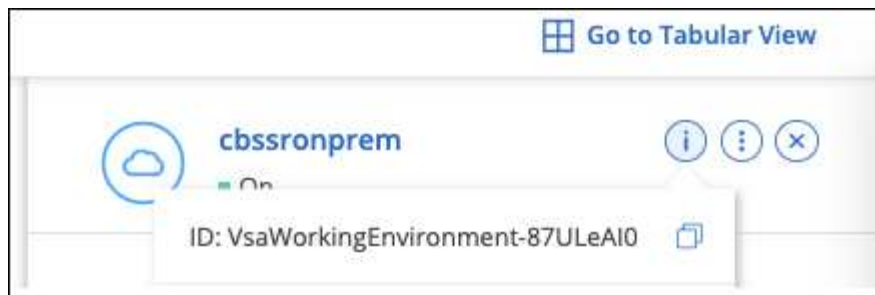 Go to Tabular View
cbssronprem
On
ID: VsaWorkingEnvironment-87ULeAI0